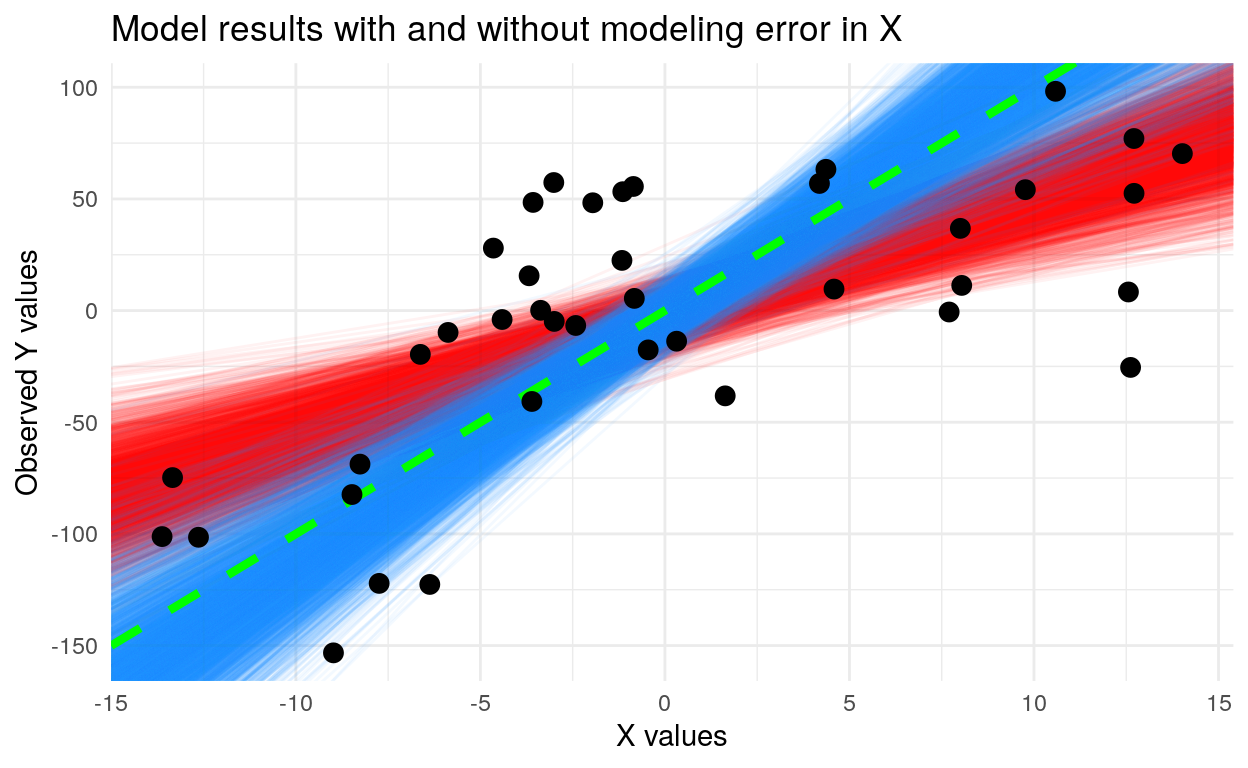 Model results with and without modeling error in X
100
50
0
-50
-100
-150
Observed Y values
-15 -10 -5 0 5 10 15
X values